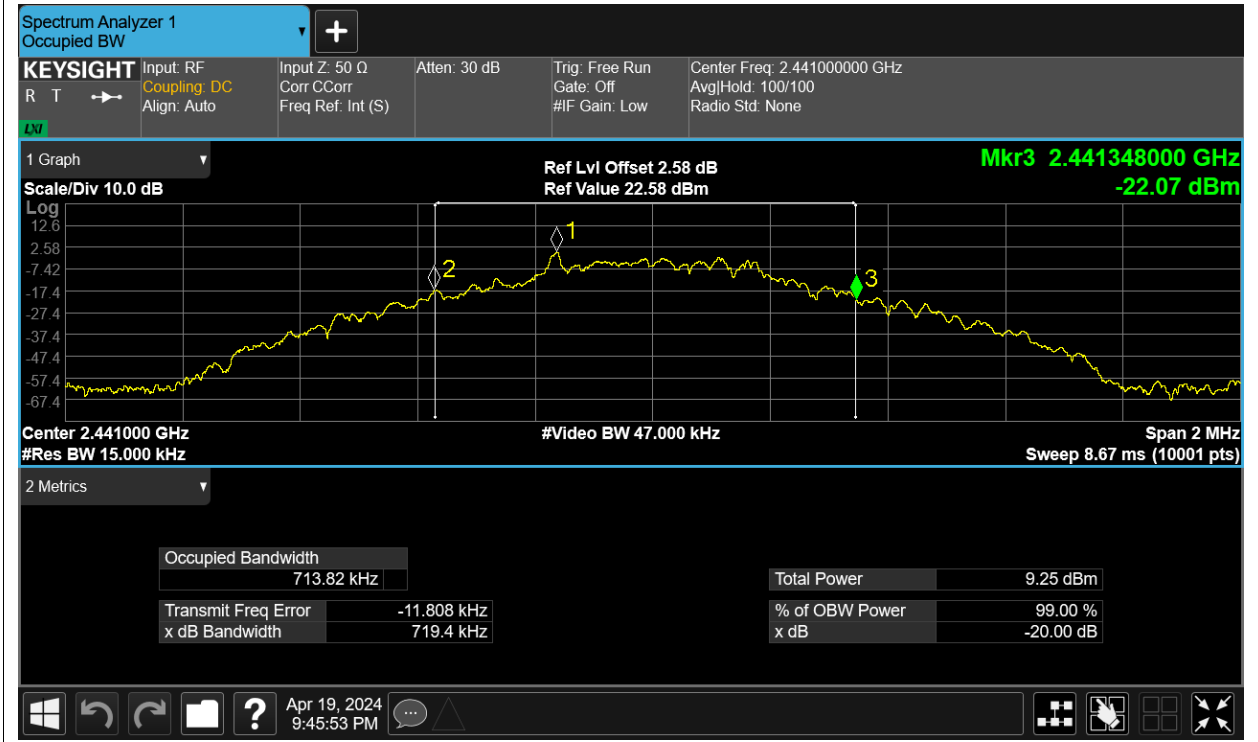 Spectrum Analyzer 1
Occupied BW
KEYSIGHT
R T
LXI
Input: RF
Coupling: DC
Align: Auto
Input Z: 50 Ω
Corr CCorr
Freq Ref: Int (S)
Atten: 30 dB
Trig: Free Run
Gate: Off
#IF Gain: Low
Center Freq: 2.441000000 GHz
Avg|Hold: 100/100
Radio Std: None
1 Graph
Scale/Div 10.0 dB
Ref Lvl Offset 2.58 dB
Ref Value 22.58 dBm
Mkr3 2.441348000 GHz
-22.07 dBm
Log
12.6
2.58
-7.42
-17.4
-27.4
-37.4
-47.4
-57.4
-67.4
1
2
3
Center 2.441000 GHz
#Video BW 47.000 kHz
Span 2 MHz
#Res BW 15.000 kHz
Sweep 8.67 ms (10001 pts)
2 Metrics
Occupied Bandwidth
713.82 kHz
Total Power 9.25 dBm
Transmit Freq Error -11.808 kHz
% of OBW Power 99.00 %
x dB Bandwidth 719.4 kHz
x dB -20.00 dB
?
Apr 19, 2024
9:45:53 PM